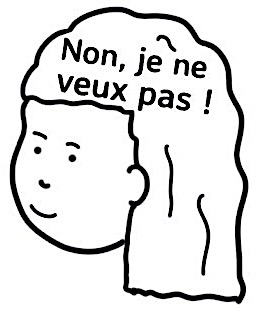 Non, je ne
veux pas !